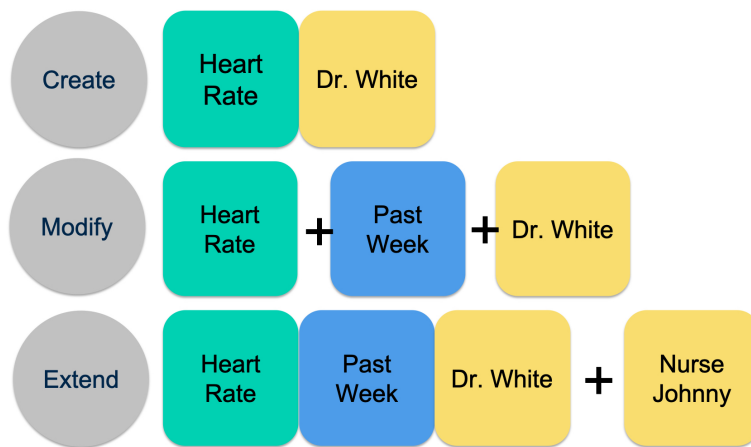 Create
Heart
Rate
Dr. White
Modify
Heart
Rate
+
Past
Week
+
Dr. White
Extend
Heart
Rate
Past
Week
Dr. White
+
Nurse
Johnny